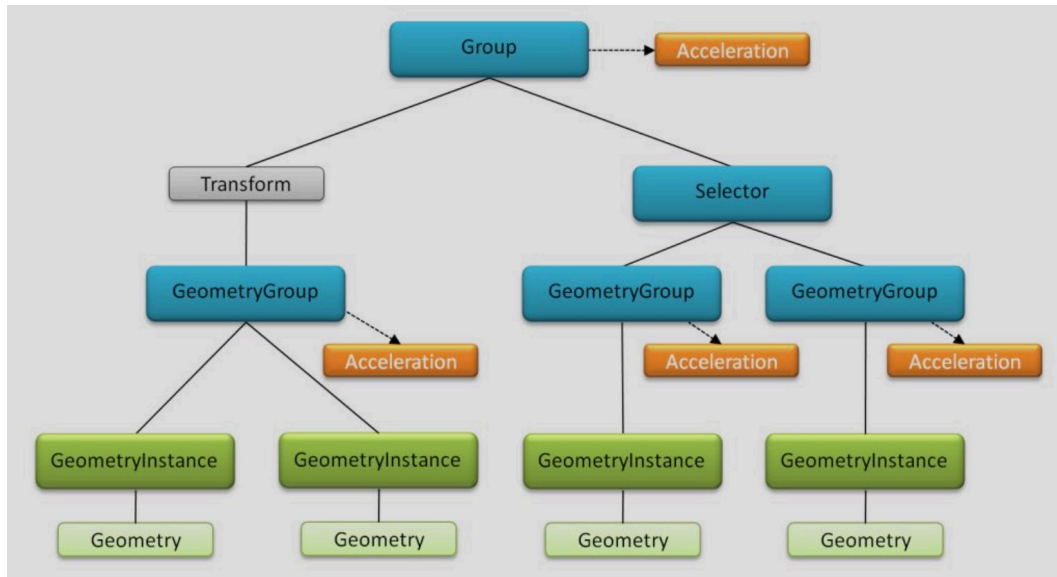 Group
Acceleration
Transform
Selector
GeometryGroup
GeometryGroup
GeometryGroup
Acceleration
Acceleration
Acceleration
GeometryInstance
GeometryInstance
GeometryInstance
GeometryInstance
Geometry
Geometry
Geometry
Geometry